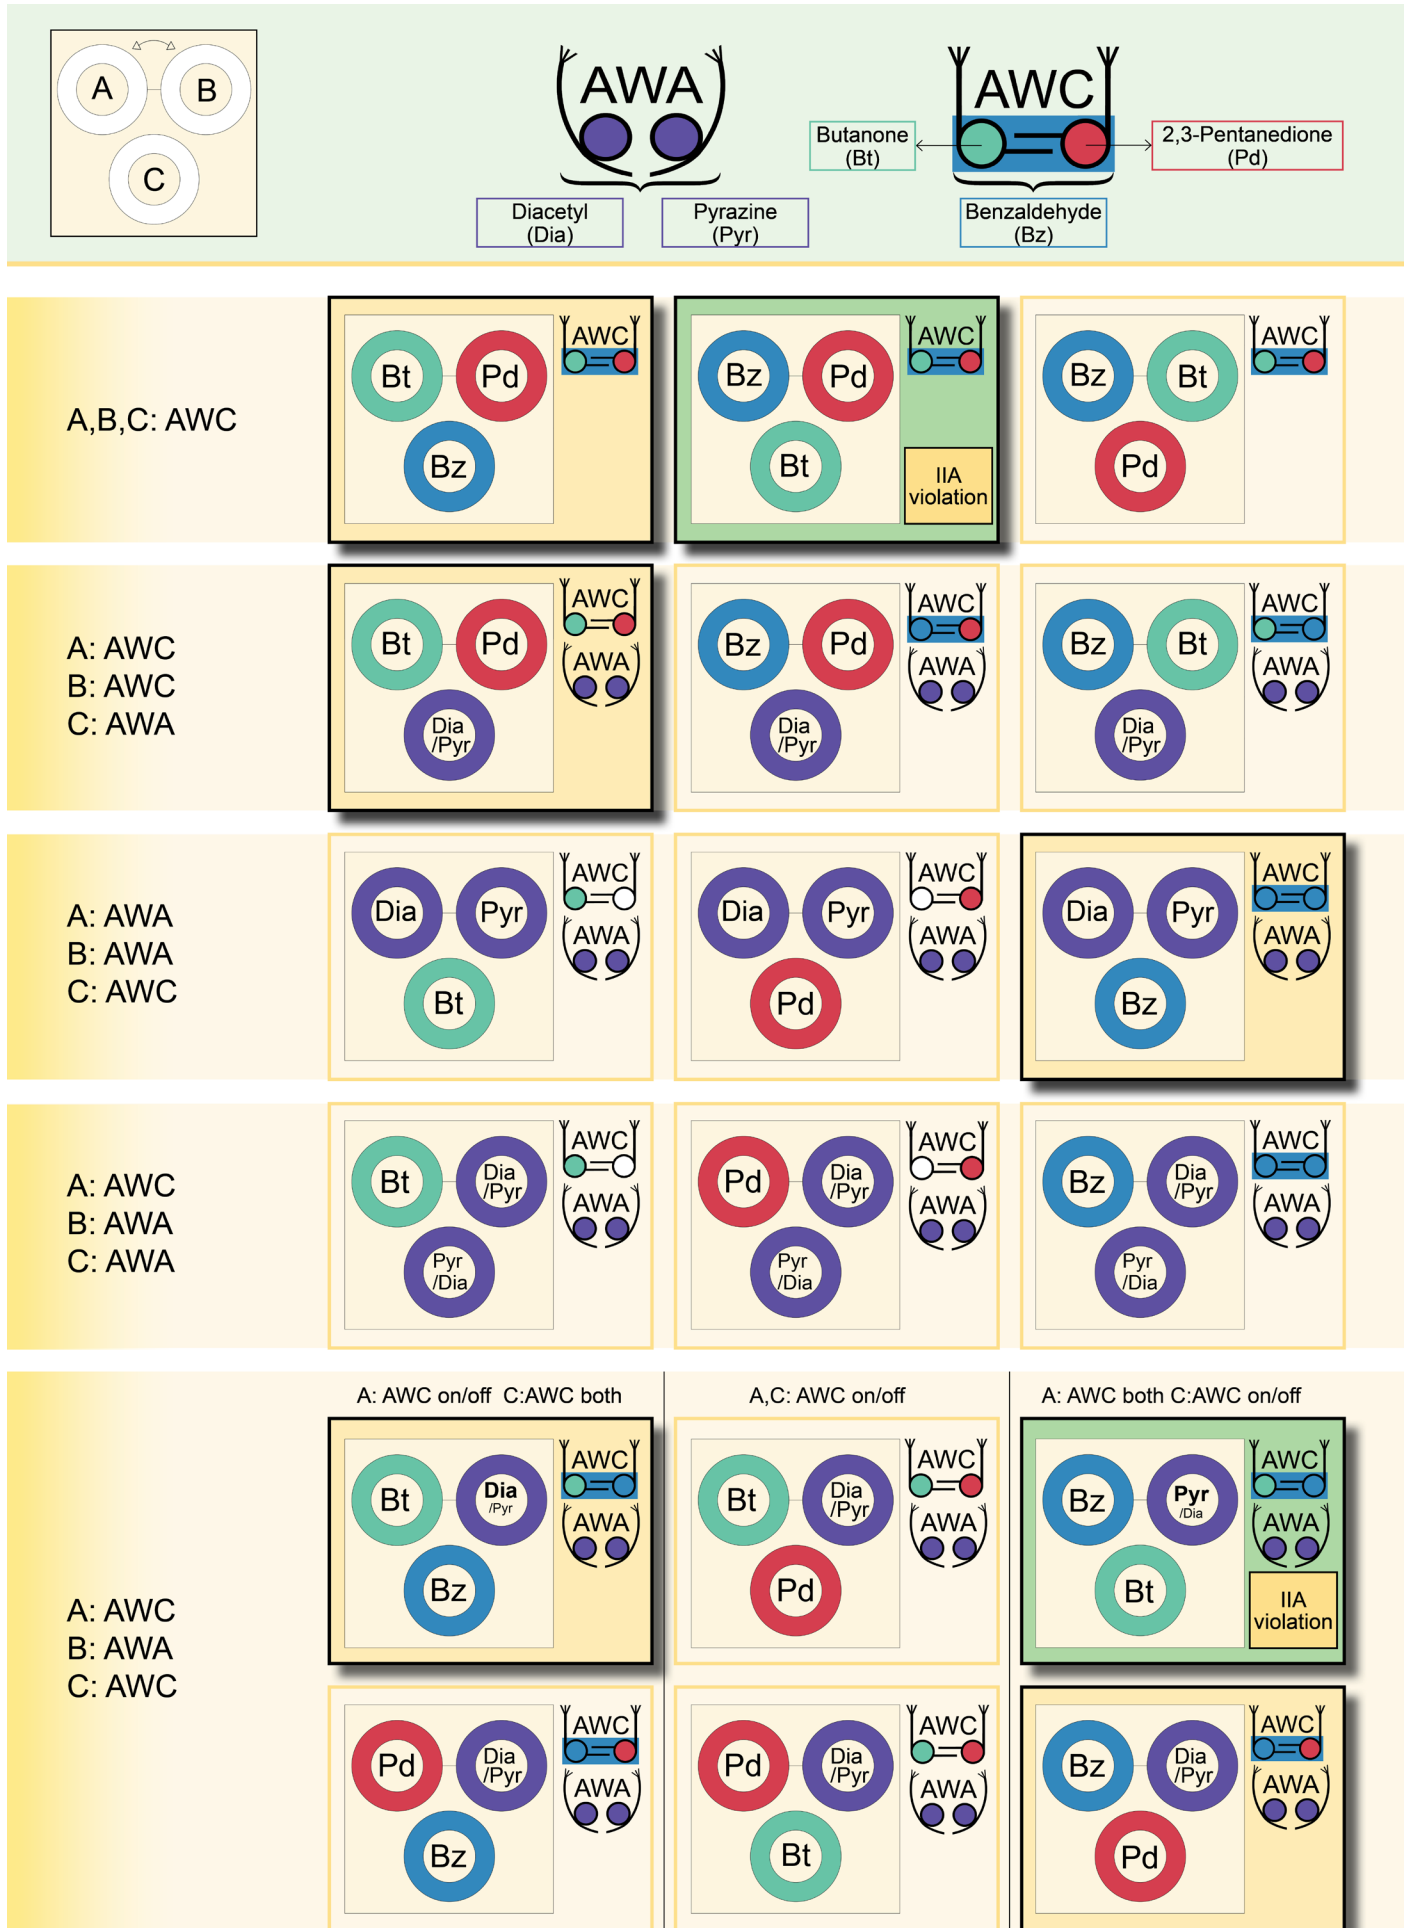 A
B
C
AWA
AWC
Butanone
(Bt)
2,3-Pentanedione
(Pd)
Diacetyl
(Dia)
Pyrazine
(Pyr)
Benzaldehyde
(Bz)
A,B,C: AWC
Bt
Pd
Bz
AWC
Bz
Pd
Bt
AWC
IIA
violation
Bz
Bt
Pd
AWC
A: AWC
B: AWC
C: AWA
Bt
Pd
Dia
/Pyr
AWC
AWA
Bz
Pd
Dia
/Pyr
AWC
AWA
Bz
Bt
Dia
/Pyr
AWC
AWA
A: AWA
B: AWA
C: AWC
Dia
Pyr
Bt
AWC
AWA
Dia
Pyr
Pd
AWC
AWA
Dia
Pyr
Bz
AWC
AWA
A: AWC
B: AWA
C: AWA
Bt
Dia
/Pyr
Pyr
/Dia
AWC
AWA
Pd
Dia
/Pyr
Pyr
/Dia
AWC
AWA
Bz
Dia
/Pyr
Pyr
/Dia
AWC
AWA
A: AWC
B: AWA
C: AWC
A: AWC on/off C:AWC both
A,C: AWC on/off
A: AWC both C:AWC on/off
Bt
Dia
/Pyr
Bz
AWC
AWA
Bt
Dia
/Pyr
Pd
AWC
AWA
Bz
Pyr
/Dia
Bt
AWC
AWA
IIA
violation
Pd
Dia
/Pyr
Bz
AWC
AWA
Pd
Dia
/Pyr
Bt
AWC
AWA
Bz
Dia
/Pyr
Pd
AWC
AWA